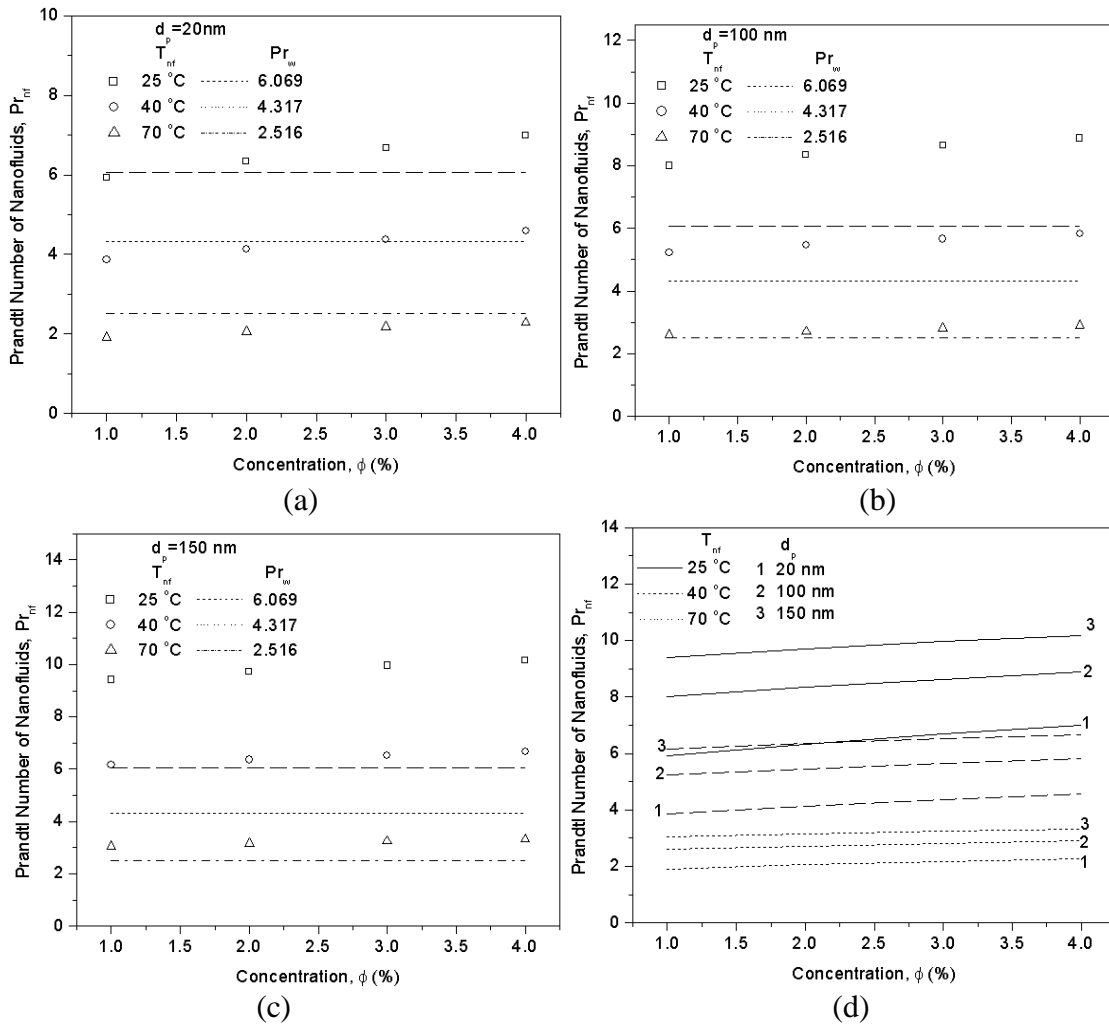 d_p=20nm
T_nf Pr_w
25 °C 6.069
40 °C 4.317
70 °C 2.516
Prandtl Number of Nanofluids, Pr_nf
10
8
6
4
2
0
1.0 1.5 2.0 2.5 3.0 3.5 4.0
Concentration, ϕ (%)
(a)
d_p=100 nm
T_nf Pr_w
25 °C 6.069
40 °C 4.317
70 °C 2.516
Prandtl Number of Nanofluids, Pr_nf
12
10
8
6
4
2
0
1.0 1.5 2.0 2.5 3.0 3.5 4.0
Concentration, ϕ (%)
(b)
d_p=150 nm
T_nf Pr_w
25 °C 6.069
40 °C 4.317
70 °C 2.516
Prandtl Number of Nanofluids, Pr_nf
14
12
10
8
6
4
2
0
1.0 1.5 2.0 2.5 3.0 3.5 4.0
Concentration, ϕ (%)
(c)
T_nf d_p
25 °C 1 20 nm
40 °C 2 100 nm
70 °C 3 150 nm
Prandtl Number of Nanofluids, Pr_nf
14
12
10
8
6
4
2
0
3
2
1
3
2
1
3
2
1
1.0 1.5 2.0 2.5 3.0 3.5 4.0
Concentration, ϕ (%)
(d)